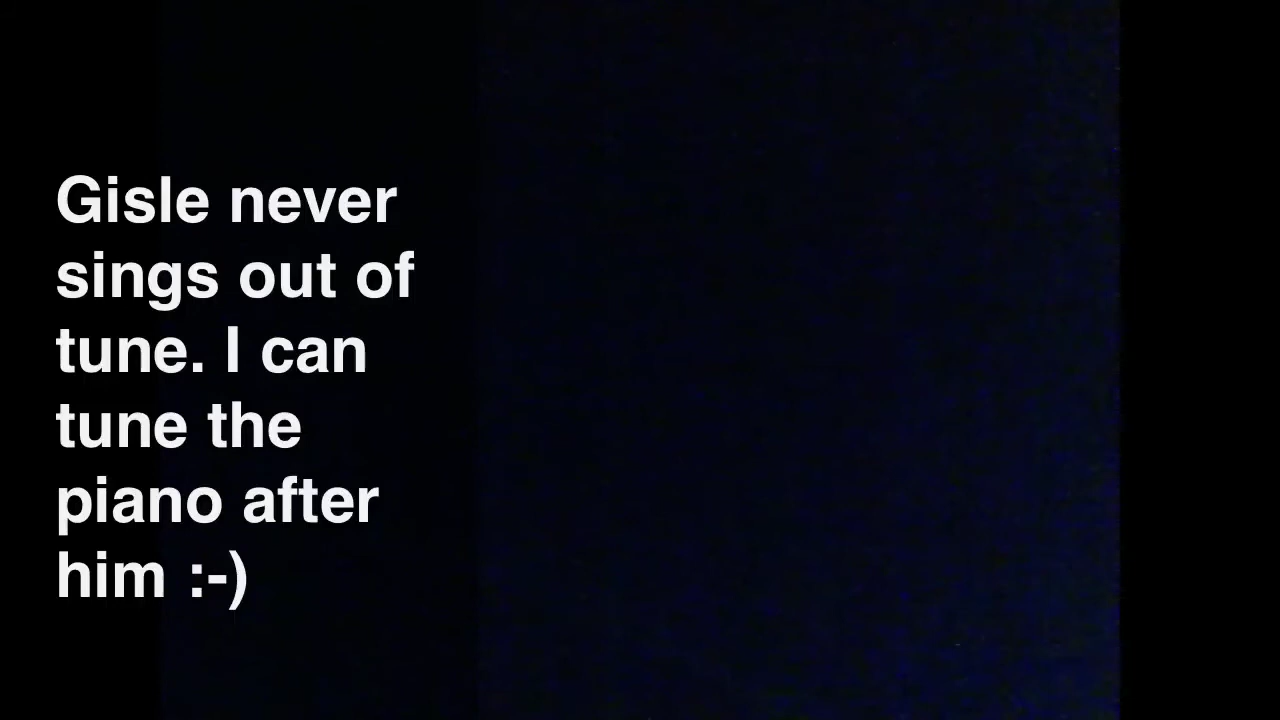 Gisle never
sings out of
tune. I can
tune the
piano after
him :-)